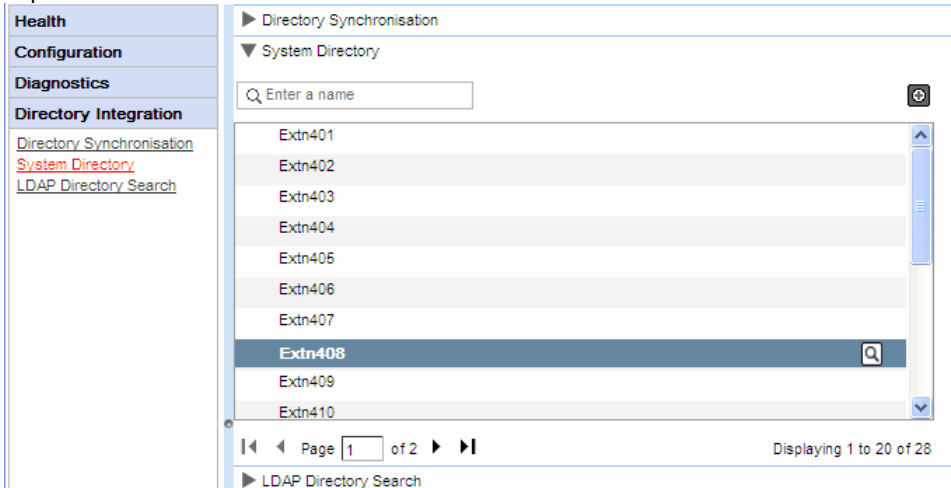 Health
Configuration
Diagnostics
Directory Integration
Directory Synchronisation
System Directory
LDAP Directory Search
Directory Synchronisation
System Directory
Enter a name
Extn401
Extn402
Extn403
Extn404
Extn405
Extn406
Extn407
Extn408
Extn409
Extn410
Page 1 of 2 Displaying 1 to 20 of 28
LDAP Directory Search